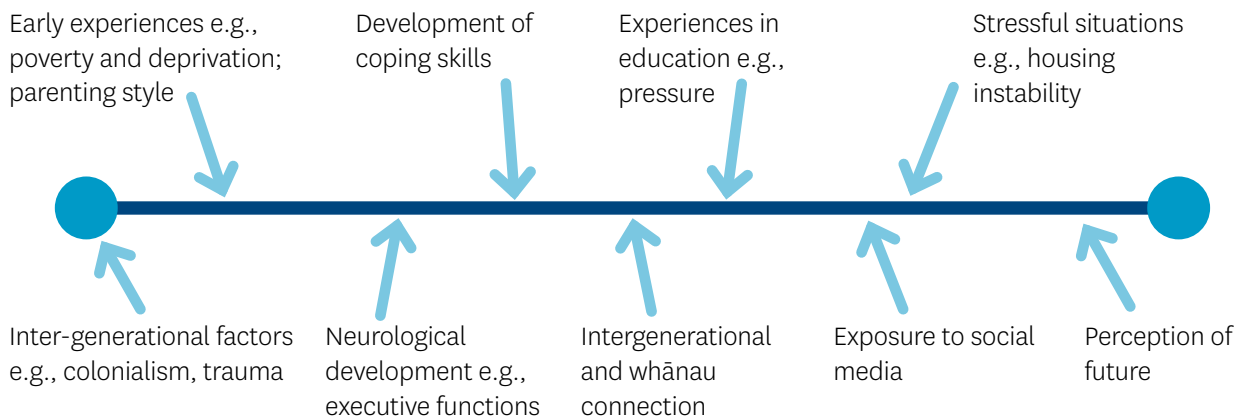 Early experiences e.g.,
poverty and deprivation;
parenting style
Development of
coping skills
Experiences in
education e.g.,
pressure
Stressful situations
e.g., housing
instability
Inter-generational factors
e.g., colonialism, trauma
Neurological
development e.g.,
executive functions
Intergenerational
and whānau
connection
Exposure to social
media
Perception of
future